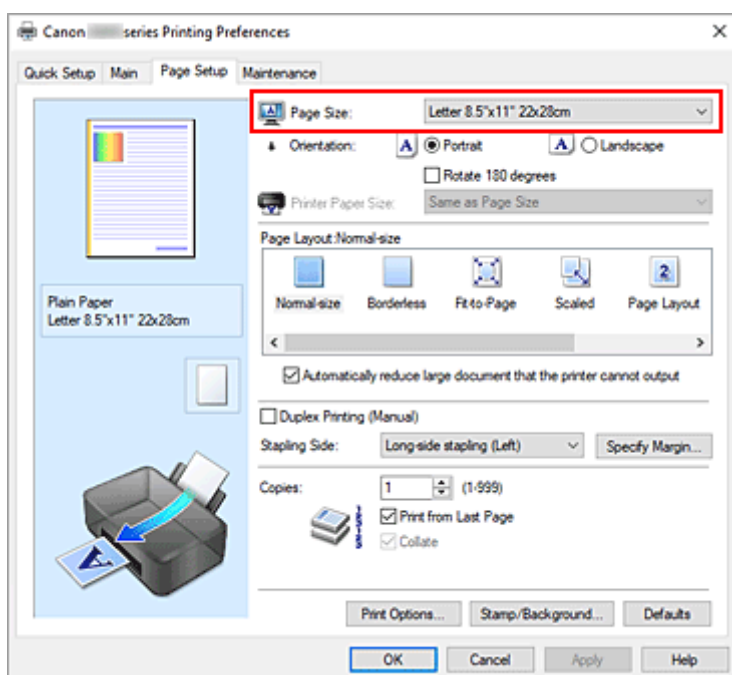 Canon series Printing Preferences
Quick Setup Main Page Setup Maintenance
Page Size: Letter 8.5"x11" 22x28cm
Orientation: A Portrait A Landscape
Rotate 180 degrees
Printer Paper Size: Same as Page Size
Page Layout:Normal-size
Normal-size Borderless Fit-to-Page Scaled Page Layout
Plain Paper
Letter 8.5"x11" 22x28cm
Automatically reduce large document that the printer cannot output
Duplex Printing (Manual)
Stapling Side: Long-side stapling (Left) Specify Margin...
Copies: 1 (1-999)
Print from Last Page
Collate
Print Options... Stamp/Background... Defaults
OK Cancel Apply Help